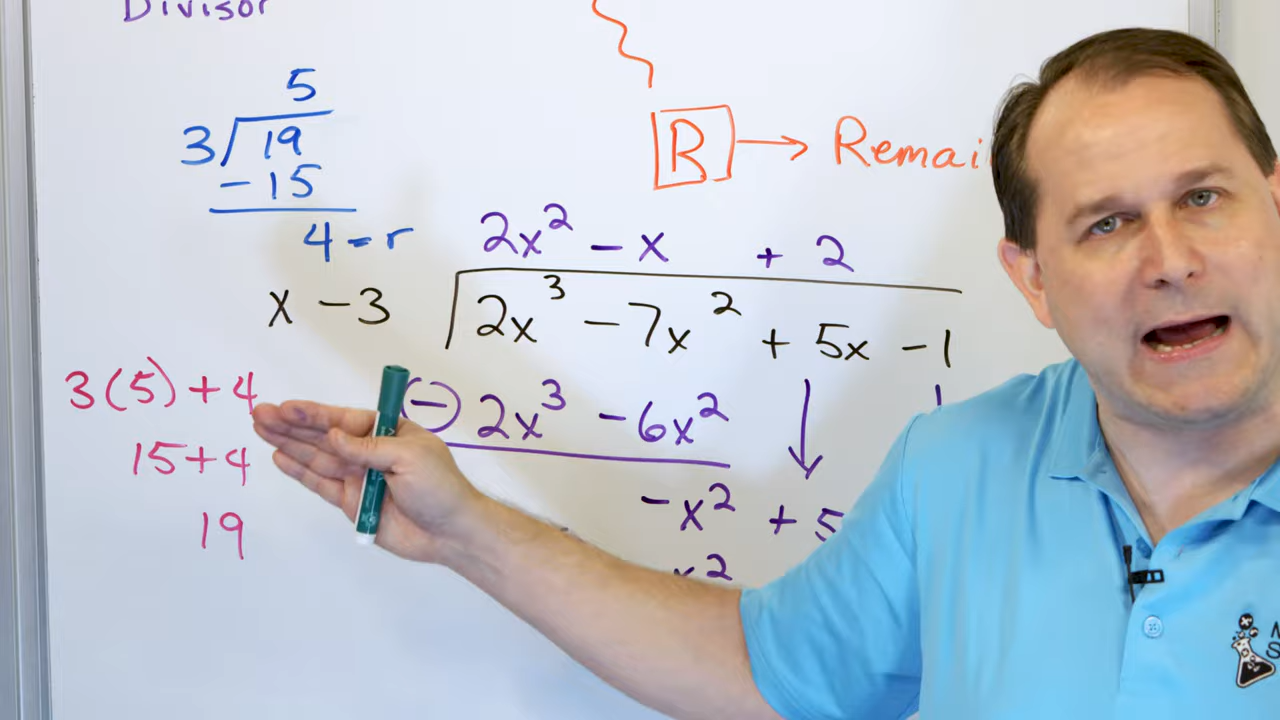 Divisor
5
3 19
-15
4 - r
R → Remai
2x² - x + 2
x - 3 2x³ - 7x² + 5x - 1
(-) 2x³ - 6x²
-x² + 5
x²
3(5) + 4
15 + 4
19